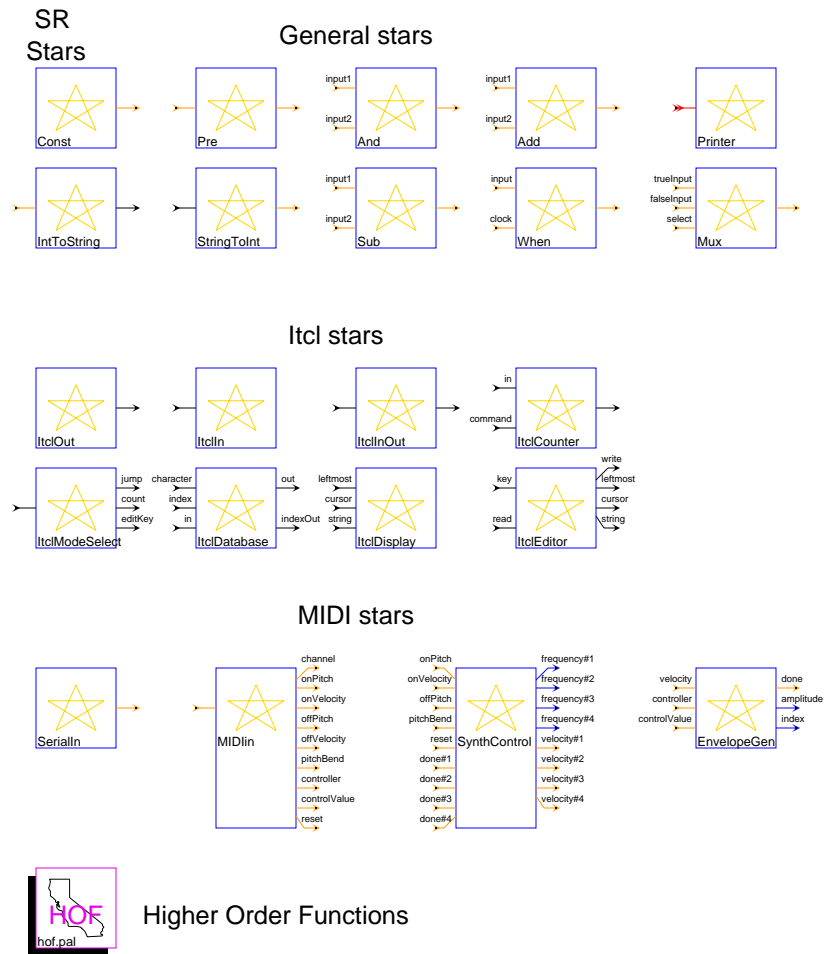 SR
Stars
General stars
Const
Pre
input1
input2
And
input1
input2
Add
Printer
IntToString
StringToInt
input1
input2
Sub
input
clock
When
trueInput
falseInput
select
Mux
Itcl stars
ItclOut
ItclIn
ItclInOut
in
command
ItclCounter
jump
count
editKey
ItclModeSelect
character
index
in
out
indexOut
ItclDatabase
leftmost
cursor
string
ItclDisplay
key
read
write
leftmost
cursor
string
ItclEditor
MIDI stars
SerialIn
MIDIin
channel
onPitch
onVelocity
offPitch
offVelocity
pitchBend
controller
controlValue
reset
onPitch
onVelocity
offPitch
pitchBend
reset
done#1
done#2
done#3
done#4
SynthControl
frequency#1
frequency#2
frequency#3
frequency#4
velocity#1
velocity#2
velocity#3
velocity#4
velocity
controller
controlValue
EnvelopeGen
done
amplitude
index
HOF
hof.pal
Higher Order Functions